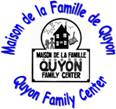 Maison de la Famille de Quyon
MAISON DE LA FAMILLE
QUYON
FAMILY CENTER
Quyon Family Center